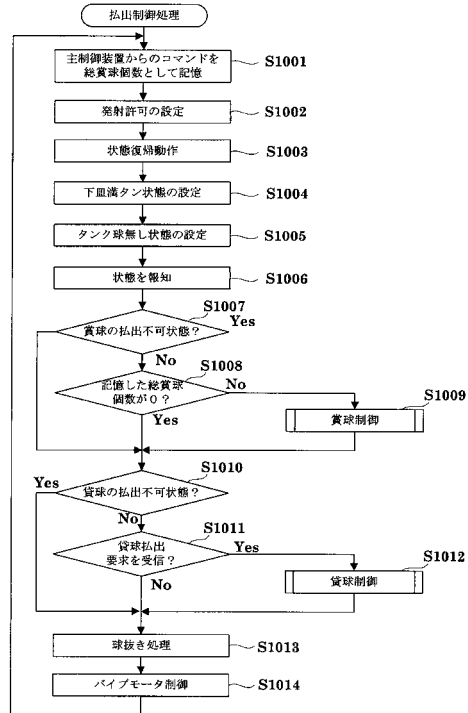 払出制御処理
主制御装置からのコマンドを
総賞球個数として記憶
S1001
発射許可の設定
S1002
状態復帰動作
S1003
下皿満タン状態の設定
S1004
タンク球無し状態の設定
S1005
状態を報知
S1006
S1007
賞球の払出不可状態？
Yes
No
S1008
記憶した総賞球
個数が０？
No
Yes
S1009
賞球制御
S1010
Yes
貸球の払出不可状態？
No
S1011
貸球払出
要求を受信？
Yes
No
S1012
貸球制御
球抜き処理
S1013
バイブモータ制御
S1014